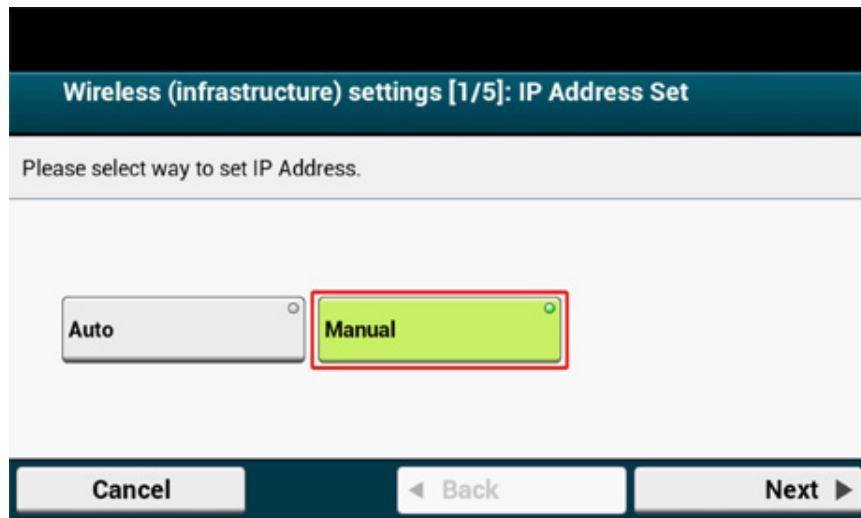 Wireless (infrastructure) settings [1/5]: IP Address Set
Please select way to set IP Address.
Auto
Manual
Cancel
Back
Next